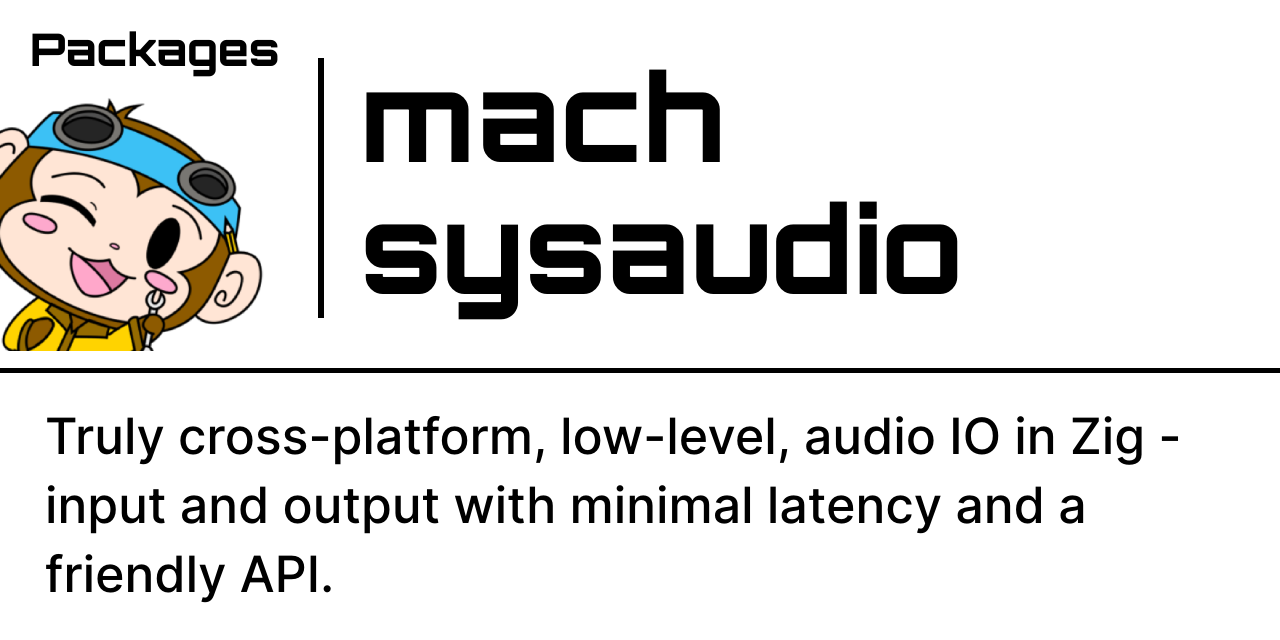 Packages
mach
sysaudio
Truly cross-platform, low-level, audio IO in Zig -
input and output with minimal latency and a
friendly API.